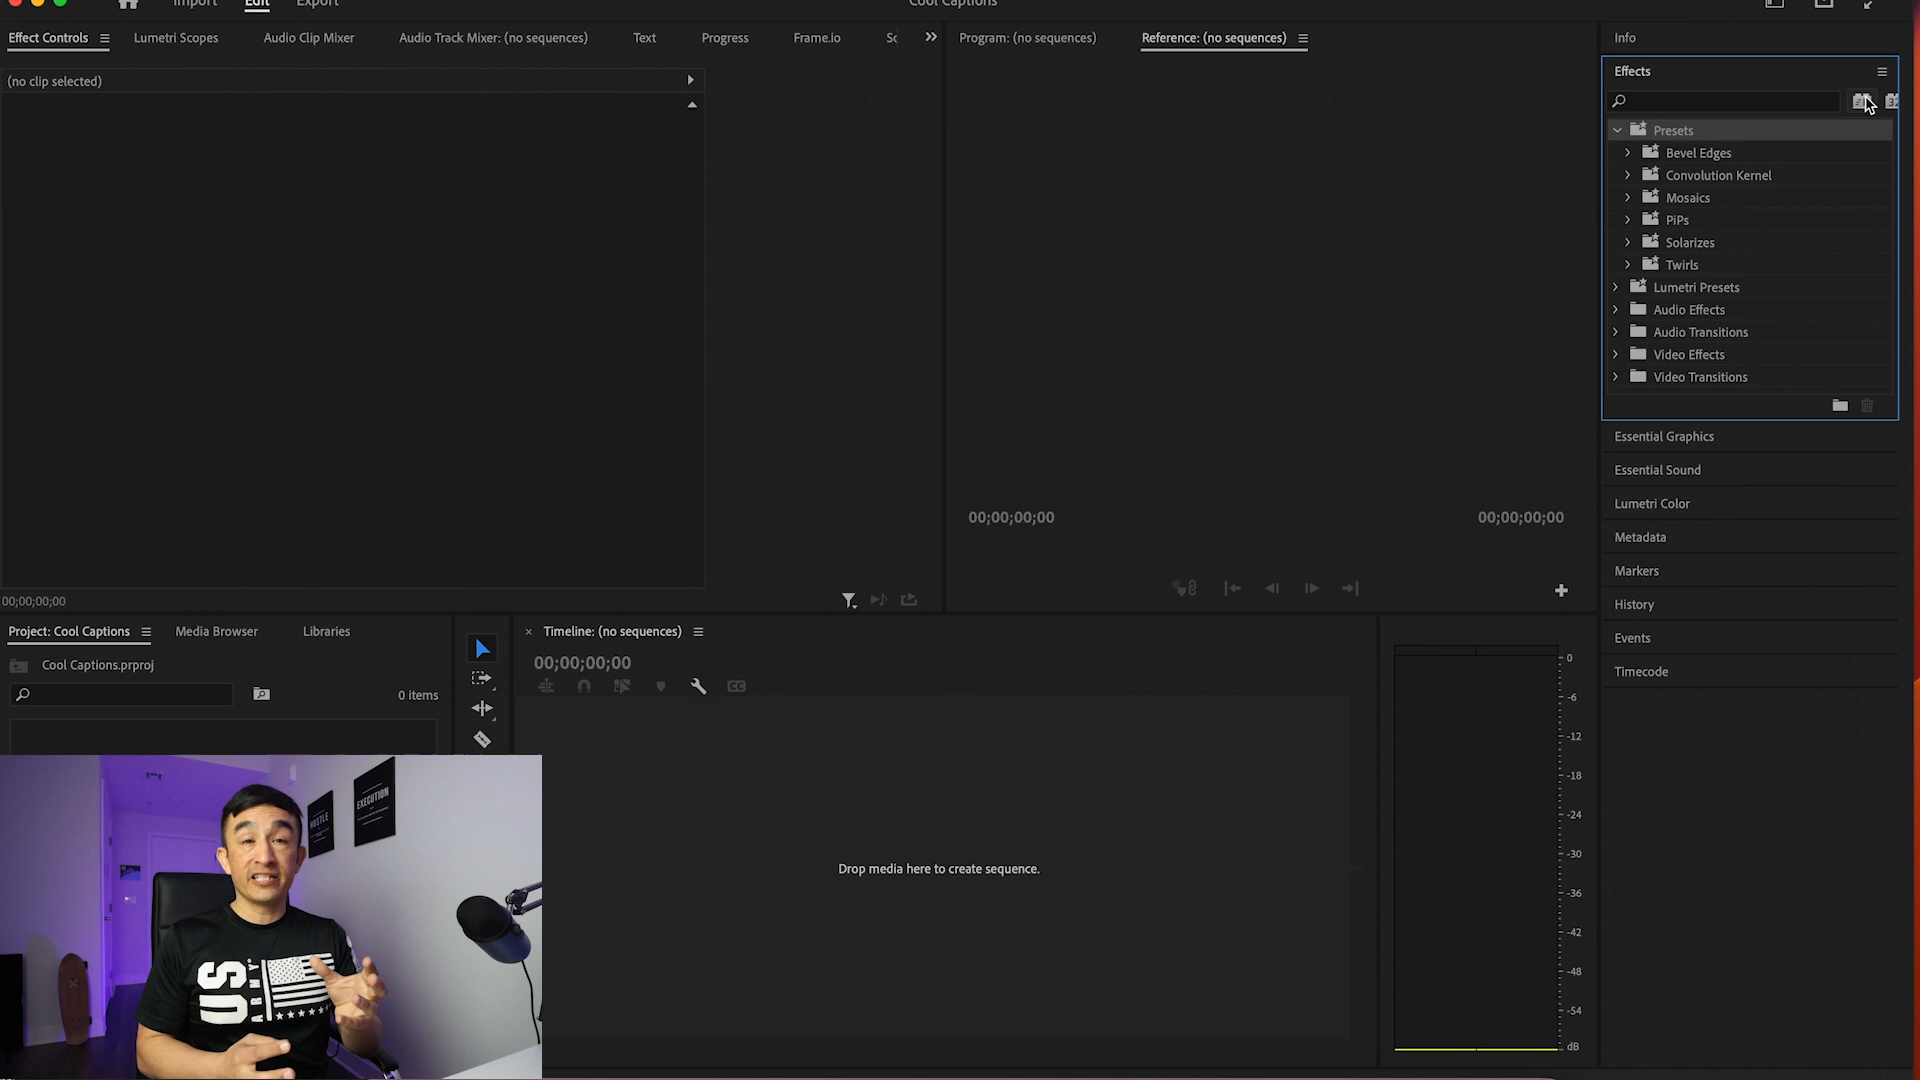 Import
Edit
Export
Cool Captions
Effect Controls
Lumetri Scopes
Audio Clip Mixer
Audio Track Mixer: (no sequences)
Text
Progress
Frame.io
Program: (no sequences)
Reference: (no sequences)
Info
(no clip selected)
Effects
Presets
Bevel Edges
Convolution Kernel
Mosaics
PiPs
Solarizes
Twirls
Lumetri Presets
Audio Effects
Audio Transitions
Video Effects
Video Transitions
Essential Graphics
Essential Sound
Lumetri Color
Metadata
Markers
History
Events
Timecode
00;00;00;00
00;00;00;00
00;00;00;00
Project: Cool Captions
Media Browser
Libraries
Cool Captions.prproj
0 items
× Timeline: (no sequences)
00;00;00;00
CC
Drop media here to create sequence.
0
-6
-12
-18
-24
-30
-36
-42
-48
-54
dB
HUSTLE
EXECUTION
US
ARMY